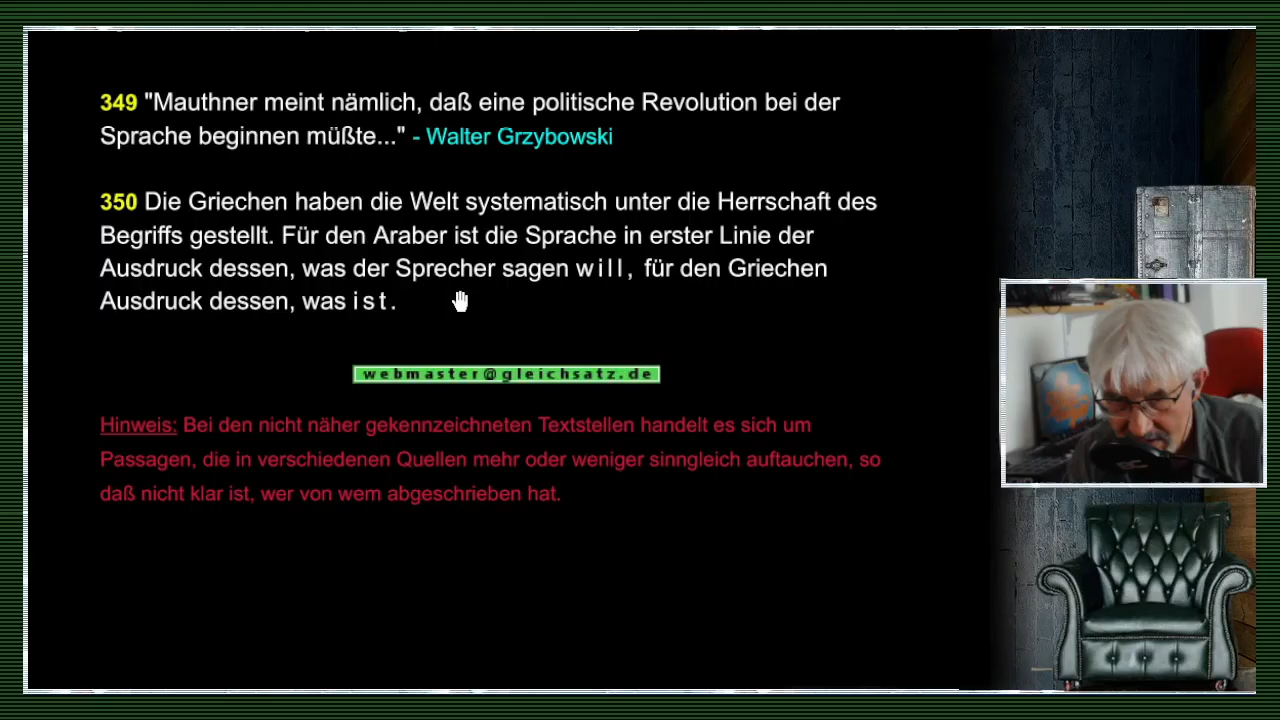 349 "Mauthner meint nämlich, daß eine politische Revolution bei der
Sprache beginnen müßte..." - Walter Grzybowski
350 Die Griechen haben die Welt systematisch unter die Herrschaft des
Begriffs gestellt. Für den Araber ist die Sprache in erster Linie der
Ausdruck dessen, was der Sprecher sagen will, für den Griechen
Ausdruck dessen, was ist.
webmaster@gleichsatz.de
Hinweis: Bei den nicht näher gekennzeichneten Textstellen handelt es sich um
Passagen, die in verschiedenen Quellen mehr oder weniger sinngleich auftauchen, so
daß nicht klar ist, wer von wem abgeschrieben hat.